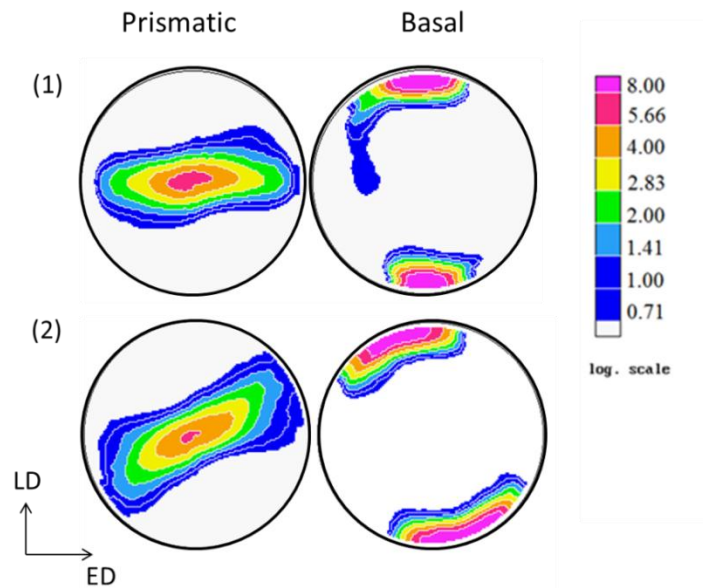 Prismatic Basal
(1)
8.00
5.66
4.00
2.83
2.00
1.41
1.00
0.71
log. scale
(2)
LD
ED